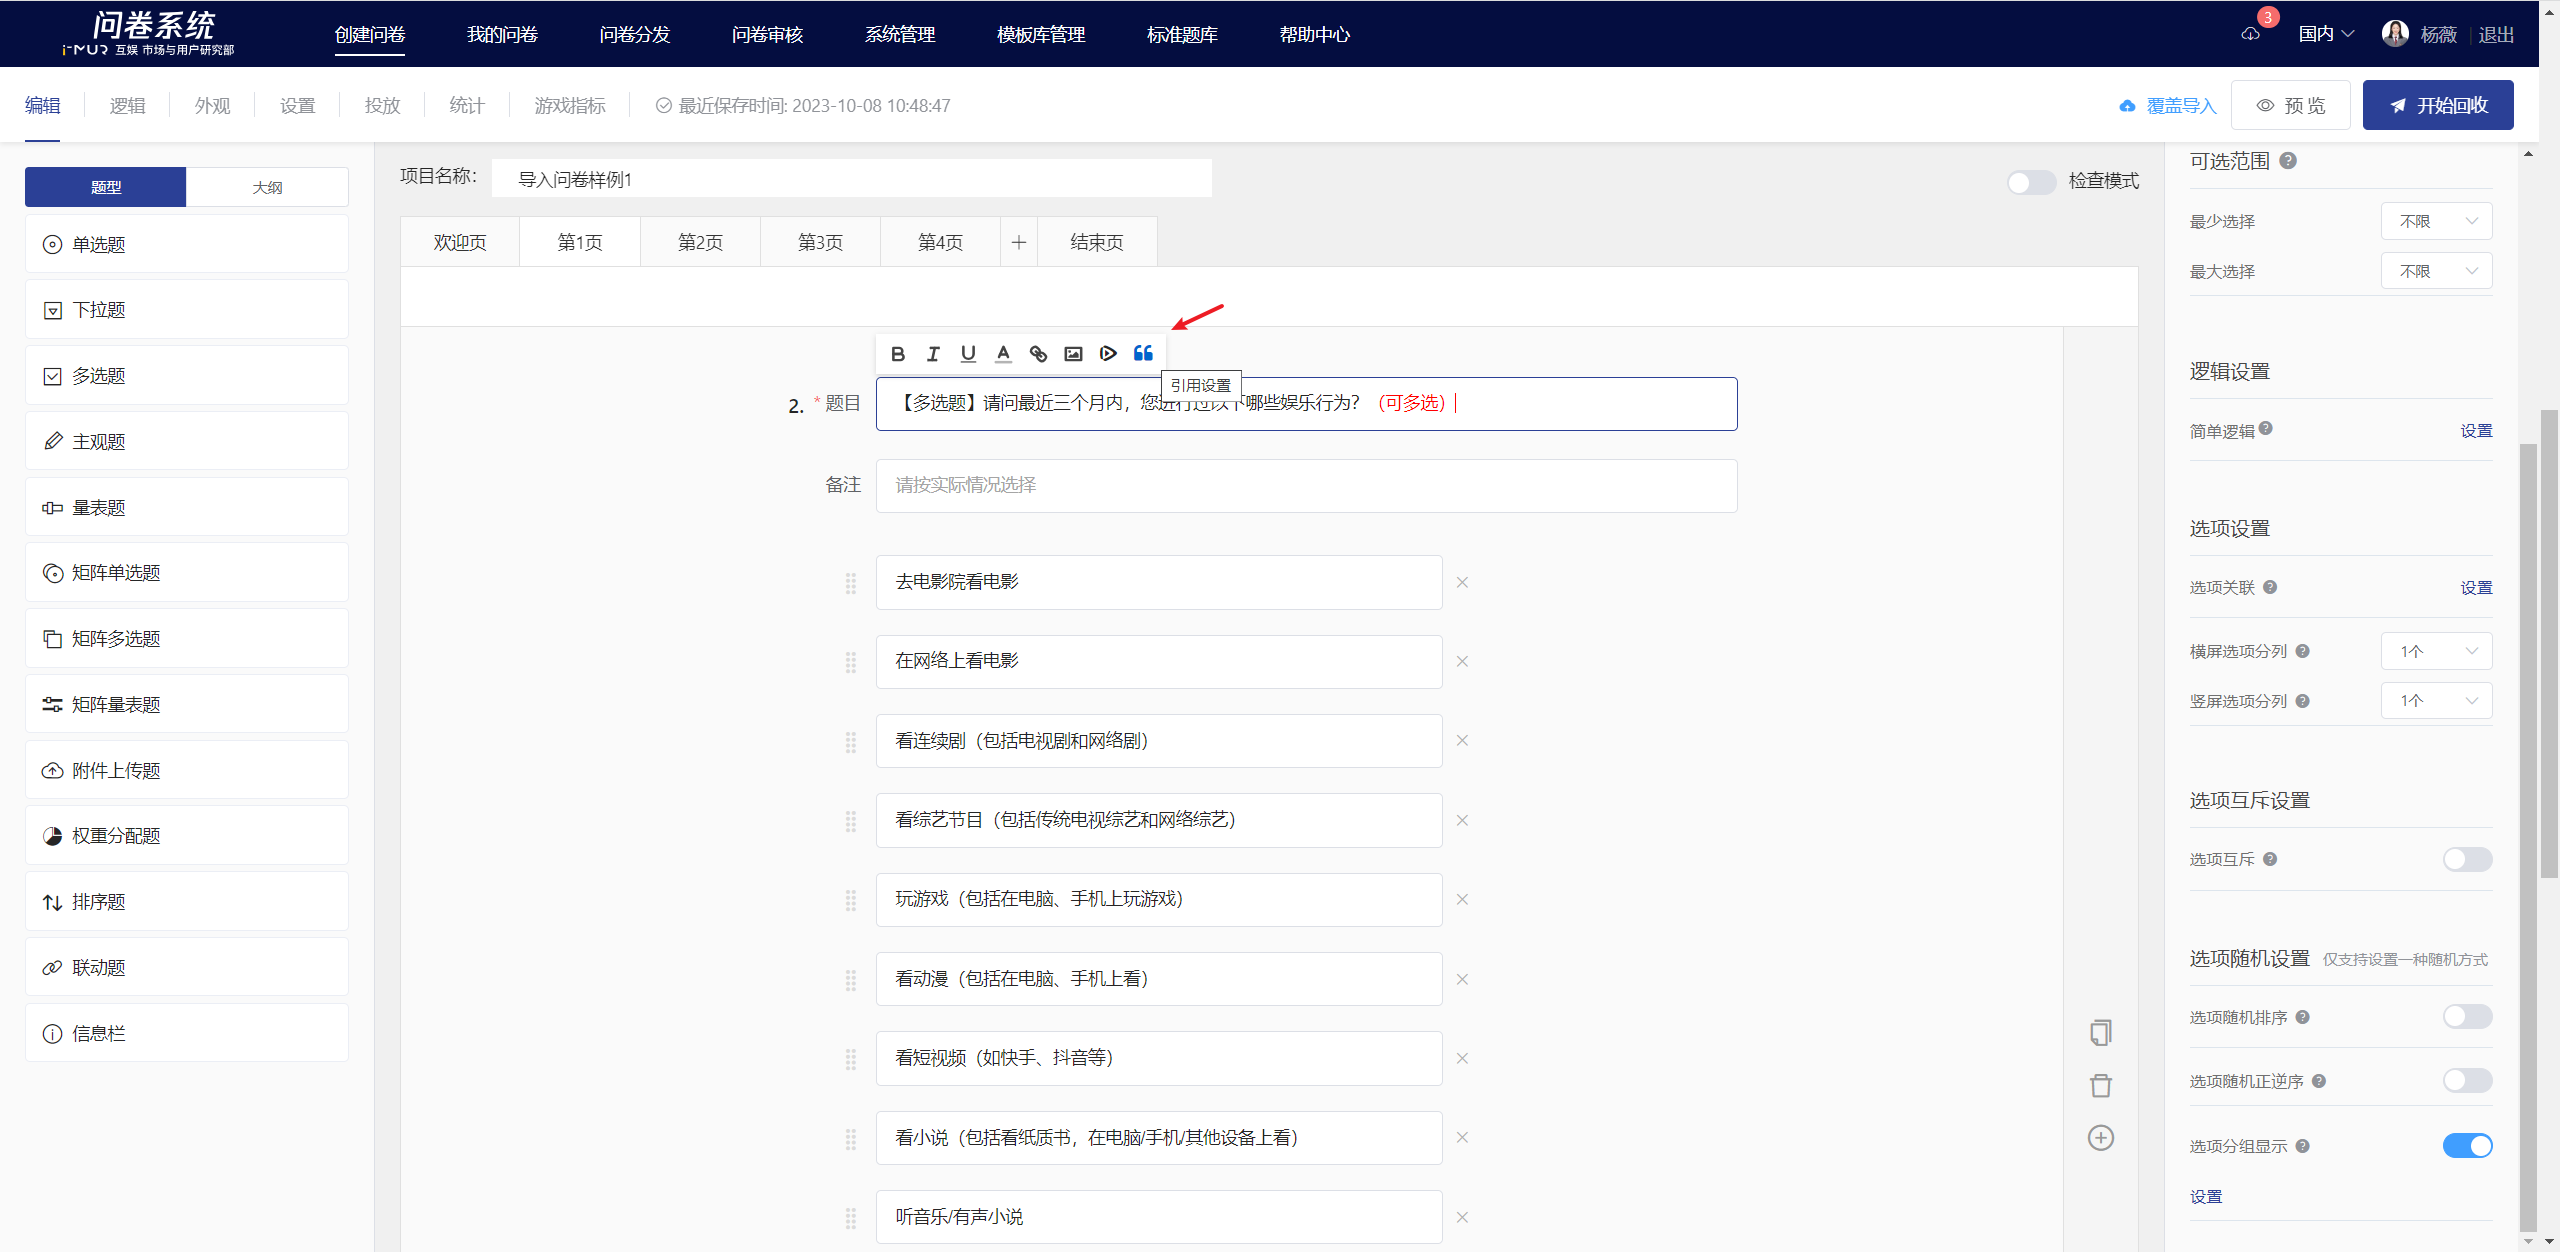 问卷系统
i-MUR 互娱 市场与用户研究部
创建问卷
我的问卷
问卷分发
问卷审核
系统管理
模板库管理
标准题库
帮助中心
3
国内
杨薇
退出
编辑
逻辑
外观
设置
投放
统计
游戏指标
最近保存时间: 2023-10-08 10:48:47
覆盖导入
预 览
开始回收
题型
大纲
单选题
下拉题
多选题
主观题
量表题
矩阵单选题
矩阵多选题
矩阵量表题
附件上传题
权重分配题
排序题
联动题
信息栏
项目名称:
导入问卷样例1
检查模式
欢迎页
第1页
第2页
第3页
第4页
+
结束页
B I U A
引用设置
2. * 题目
【多选题】请问最近三个月内，您进行过以下哪些娱乐行为？（可多选）
备注
请按实际情况选择
去电影院看电影
在网络上看电影
看连续剧（包括电视剧和网络剧）
看综艺节目（包括传统电视综艺和网络综艺）
玩游戏（包括在电脑、手机上玩游戏）
看动漫（包括在电脑、手机上看）
看短视频（如快手、抖音等）
看小说（包括看纸质书，在电脑/手机/其他设备上看）
听音乐/有声小说
可选范围
最少选择
不限
最大选择
不限
逻辑设置
简单逻辑
设置
选项设置
选项关联
设置
横屏选项分列
1个
竖屏选项分列
1个
选项互斥设置
选项互斥
选项随机设置 仅支持设置一种随机方式
选项随机排序
选项随机正逆序
选项分组显示
设置